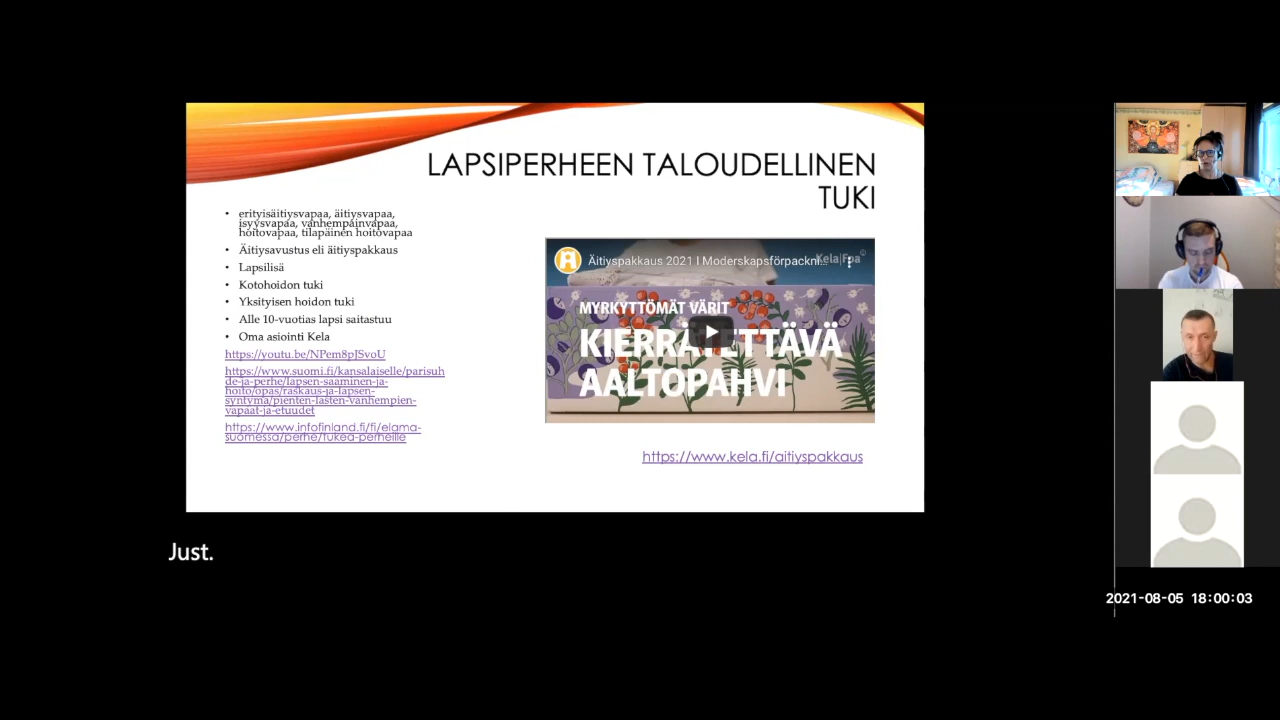 LAPSIPERHEEN TALOUDELLINEN
TUKI
• erityisäitiysvapaa, äitiysvapaa,
isyysvapaa, vanhempainvapaa,
hoitovapaa, tilapäinen hoitovapaa
• Äitiysavustus eli äitiyspakkaus
• Lapsilisä
• Kotohoidon tuki
• Yksityisen hoidon tuki
• Alle 10-vuotias lapsi saitastuu
• Oma asiointi Kela
https://youtu.be/NPem8pJSvoU
https://www.suomi.fi/kansalaiselle/parisuh
de-ja-perhe/lapsen-saaminen-ja-
hoito/opas/raskaus-ja-lapsen-
syntyma/pienten-lasten-vanhempien-
vapaat-ja-etuudet
https://www.infofinland.fi/fi/elama-
suomessa/perhe/tukea-perheille
Äitiyspakkaus 2021 I Moderskapsförpackni...
Kela|Fpa
MYRKYTTÖMÄT VÄRIT
KIERRÄTETTÄVÄ
AALTOPAHVI
https://www.kela.fi/aitiyspakkaus
Just.
2021-08-05 18:00:03